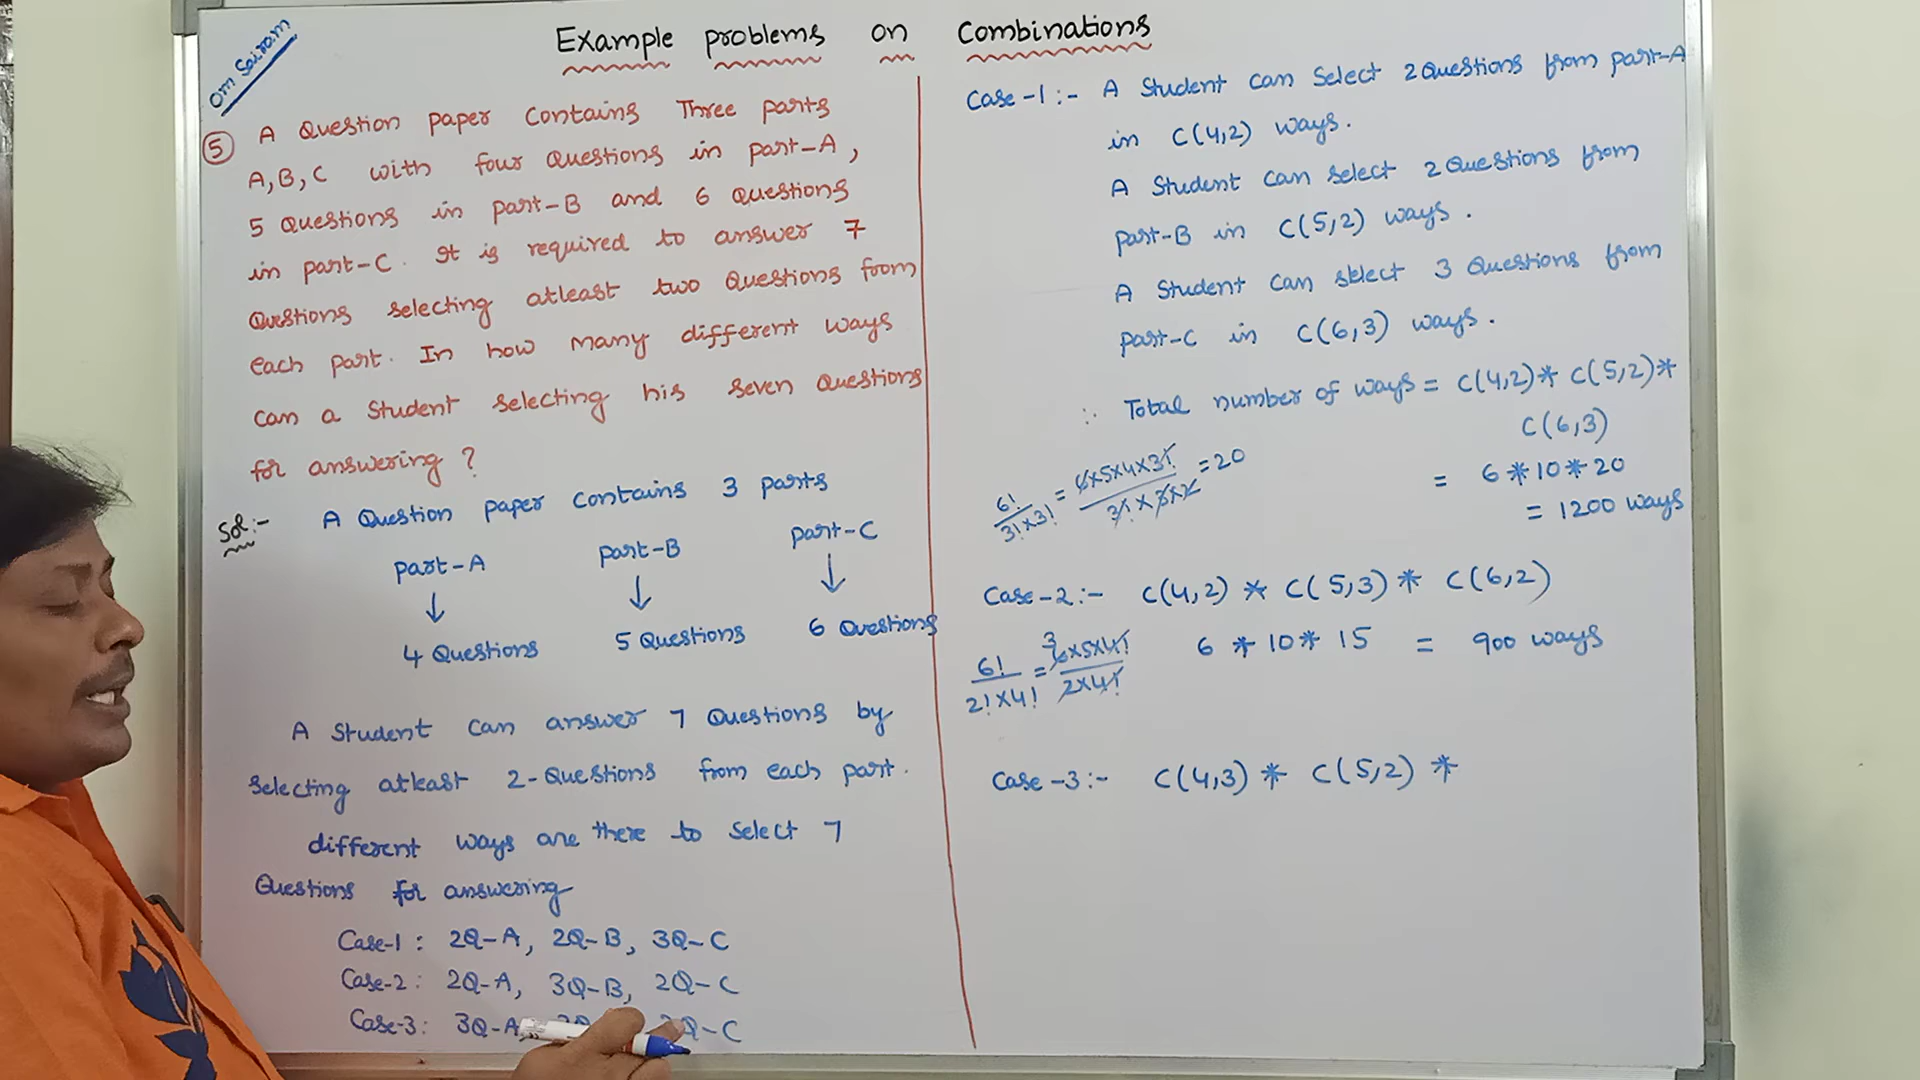 Om Sairam
Example problems on Combinations
5 A Question paper contains Three parts
A, B, C with four questions in part-A,
5 Questions in part-B and 6 questions
in part-C. It is required to answer 7
Questions selecting atleast two Questions from
each part. In how many different ways
can a student selecting his seven Questions
for answering?
Sol:- A Question paper contains 3 parts
part-A part-B part-C
↓ ↓ ↓
4 Questions 5 Questions 6 Questions
A Student can answer 7 Questions by
selecting atleast 2-Questions from each part.
different ways are there to select 7
Questions for answering
Case-1: 2Q-A, 2Q-B, 3Q-C
Case-2: 2Q-A, 3Q-B, 2Q-C
Case-3: 3Q-A, Q-C
Case-1:- A Student can Select 2 Questions from part-A
in C(4,2) ways.
A Student can select 2 Questions from
part-B in C(5,2) ways.
A Student can select 3 Questions from
part-C in C(6,3) ways.
∴ Total number of ways = C(4,2)* C(5,2)*
C(6,3)
6!/3!×3! = 6×5×4×3!/3!×3×2 = 20
= 6*10*20
= 1200 ways
Case-2:- C(4,2) * C(5,3) * C(6,2)
6!/2!×4! = 3 6×5×4!/2×4!
6 * 10 * 15 = 900 ways
Case-3:- C(4,3) * C(5,2) *